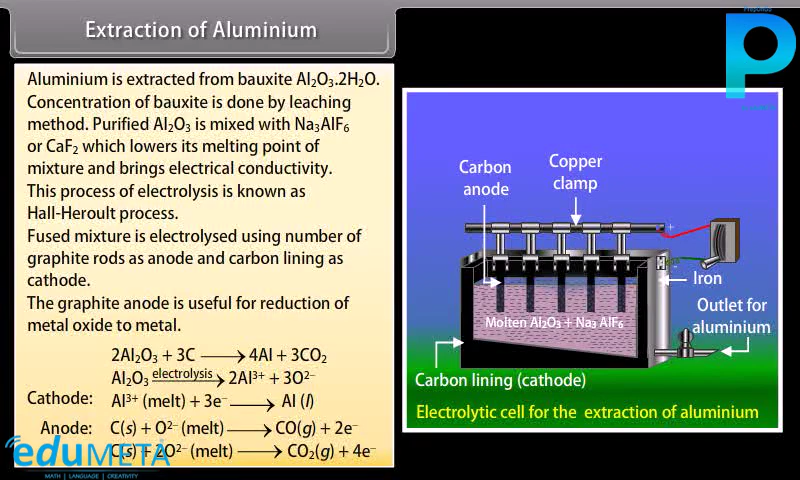 Extraction of Aluminium
Aluminium is extracted from bauxite Al₂O₃.2H₂O.
Concentration of bauxite is done by leaching
method. Purified Al₂O₃ is mixed with Na₃AlF₆
or CaF₂ which lowers its melting point of
mixture and brings electrical conductivity.
This process of electrolysis is known as
Hall-Heroult process.
Fused mixture is electrolysed using number of
graphite rods as anode and carbon lining as
cathode.
The graphite anode is useful for reduction of
metal oxide to metal.
2Al₂O₃ + 3C ⟶ 4Al + 3CO₂
electrolysis
Al₂O₃ ⟶ 2Al³⁺ + 3O²⁻
Cathode: Al³⁺ (melt) + 3e⁻ ⟶ Al (l)
Anode: C(s) + O²⁻ (melt) ⟶ CO(g) + 2e⁻
C(s) + 2O²⁻ (melt) ⟶ CO₂(g) + 4e⁻
eduMETA
MATH | LANGUAGE | CREATIVITY
P
Carbon
anode
Copper
clamp
+
-
Iron
Outlet for
aluminium
Molten Al₂O₃ + Na₃ AlF₆
Carbon lining (cathode)
Electrolytic cell for the extraction of aluminium